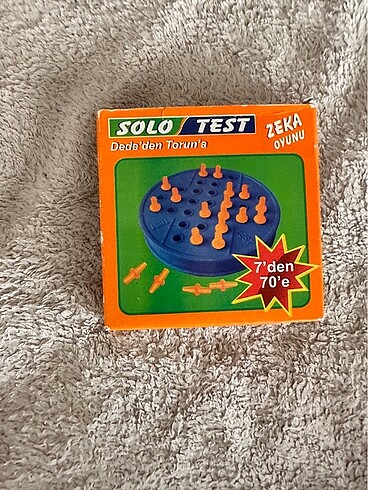 SOLO TEST
Dede'den Torun'a
ZEKA
OYUNU
7'den
70'e